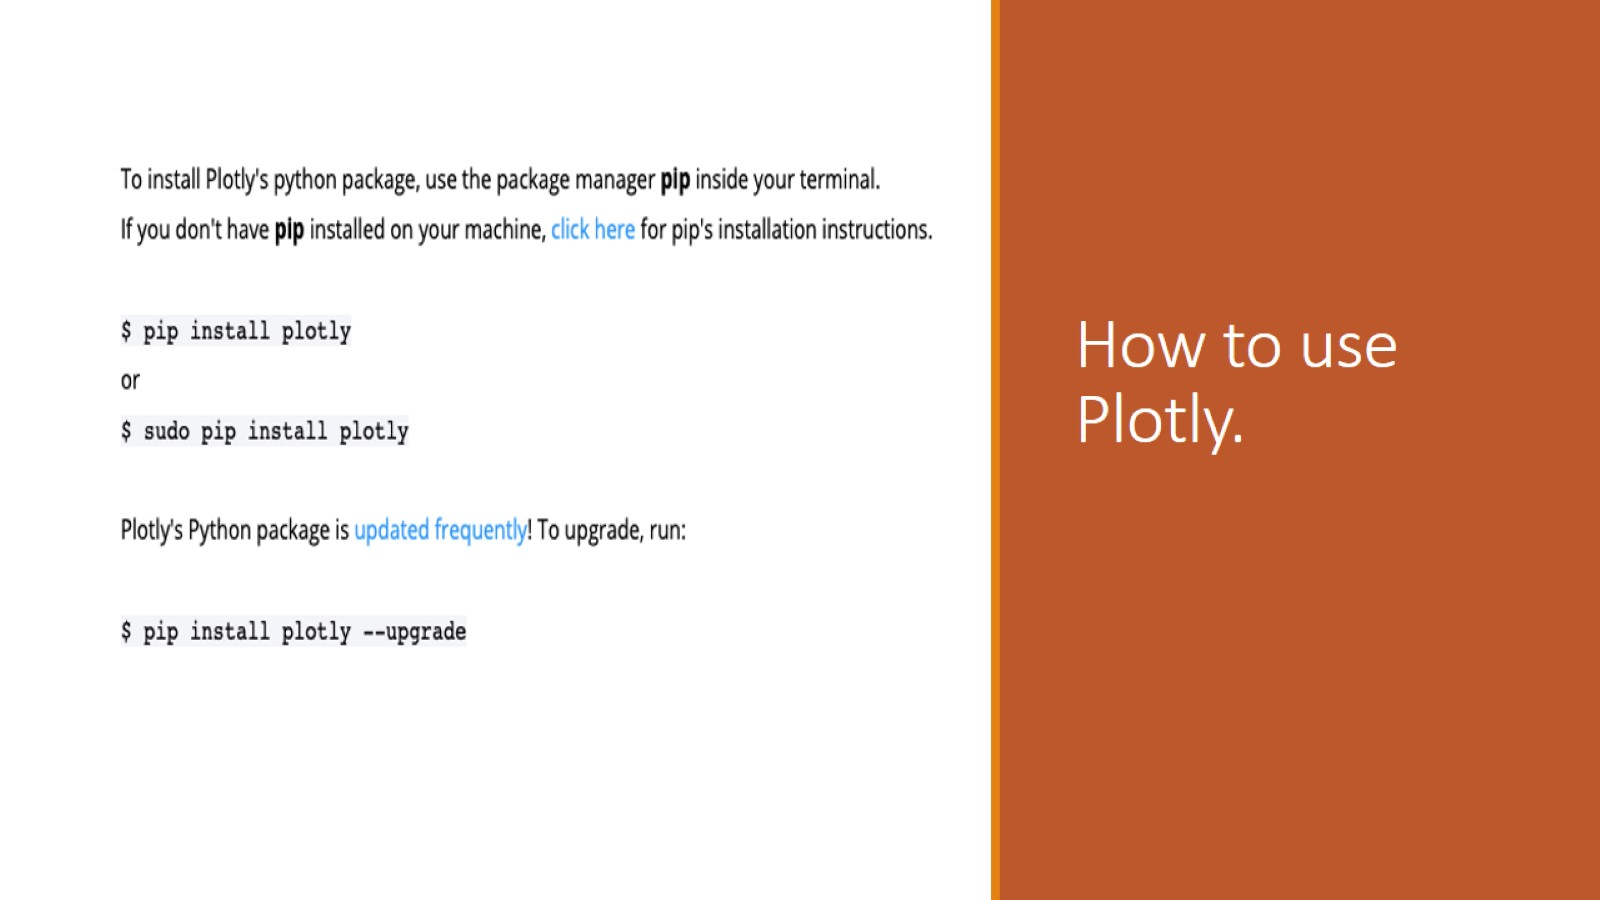 To install Plotly's python package, use the package manager pip inside your terminal.
If you don't have pip installed on your machine, click here for pip's installation instructions.
$ pip install plotly
or
$ sudo pip install plotly
Plotly's Python package is updated frequently! To upgrade, run:
$ pip install plotly --upgrade
How to use
Plotly.